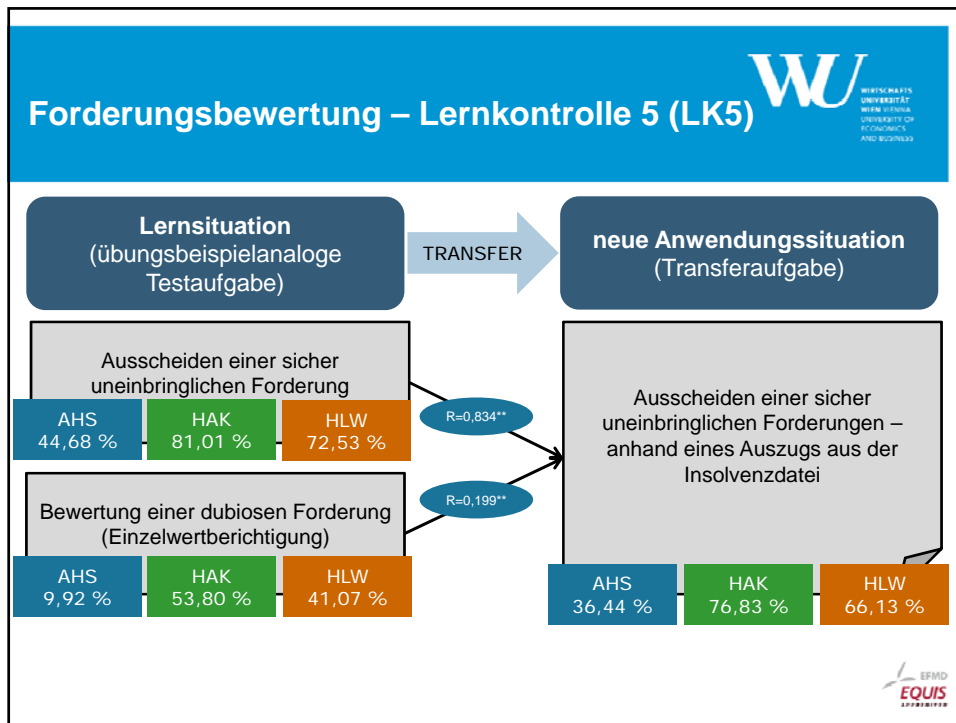 Forderungsbewertung – Lernkontrolle 5 (LK5)
WU
WIRTSCHAFTS
UNIVERSITÄT
WIEN VIENNA
UNIVERSITY OF
ECONOMICS
AND BUSINESS
Lernsituation
(übungsbeispielanaloge
Testaufgabe)
TRANSFER
neue Anwendungssituation
(Transferaufgabe)
Ausscheiden einer sicher
uneinbringlichen Forderung
AHS
44,68 %
HAK
81,01 %
HLW
72,53 %
R=0,834**
Bewertung einer dubiosen Forderung
(Einzelwertberichtigung)
AHS
9,92 %
HAK
53,80 %
HLW
41,07 %
R=0,199**
Ausscheiden einer sicher
uneinbringlichen Forderungen –
anhand eines Auszugs aus der
Insolvenzdatei
AHS
36,44 %
HAK
76,83 %
HLW
66,13 %
EFMD
EQUIS